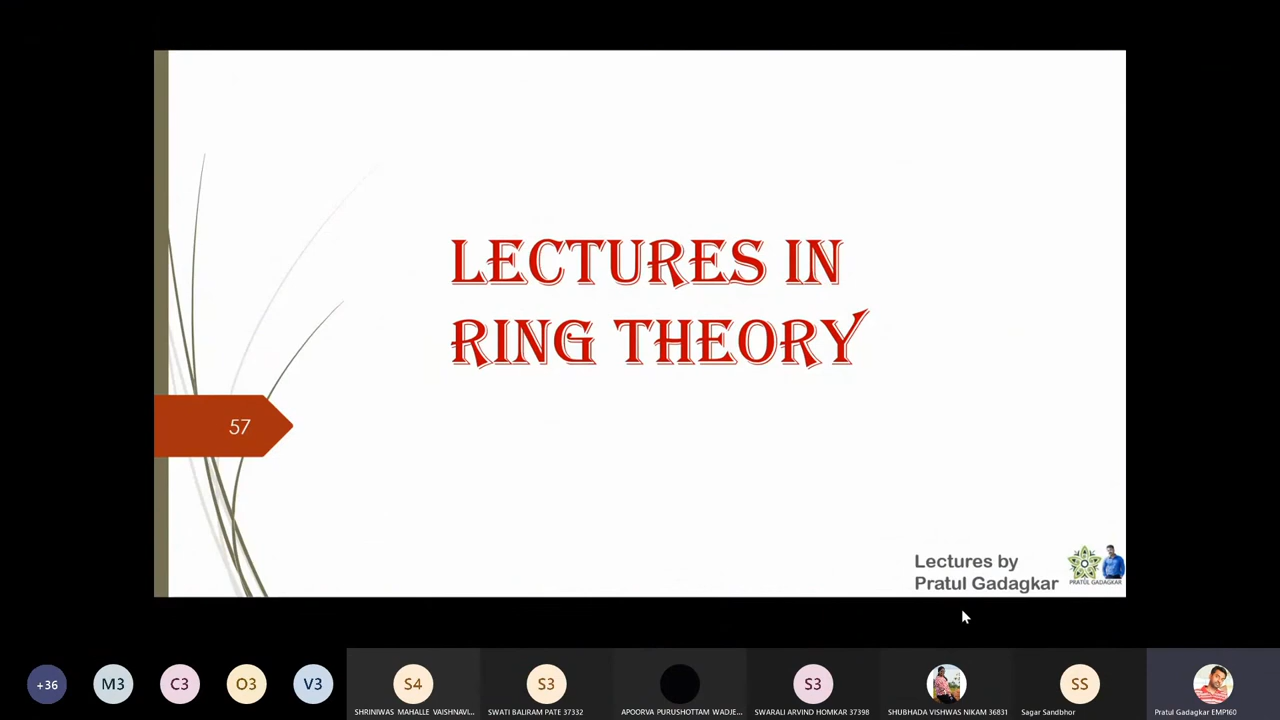 LECTURES IN
RING THEORY
57
Lectures by
Pratul Gadagkar
PRATUL GADAGKAR
+36
M3
C3
O3
V3
S4
S3
S3
SS
SHRINIWAS MAHALLE VAISHNAVI...
SWATI BALIRAM PATE 37332
APOORVA PURUSHOTTAM WADJE...
SWARALI ARVIND HOMKAR 37398
SHUBHADA VISHWAS NIKAM 36831
Sagar Sandbhor
Pratul Gadagkar EMP160